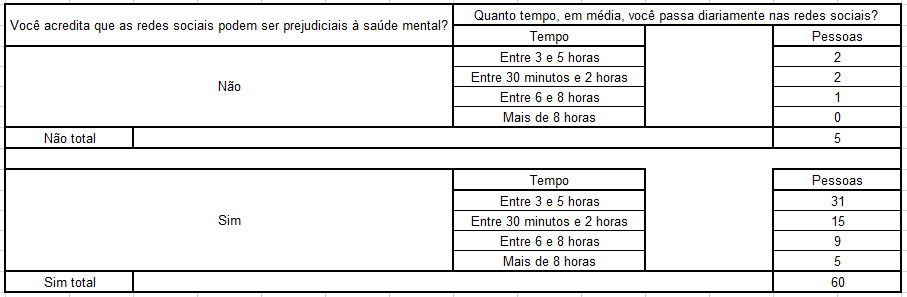 Você acredita que as redes sociais podem ser prejudiciais à saúde mental?
Quanto tempo, em média, você passa diariamente nas redes sociais?
Tempo Pessoas
Não
Entre 3 e 5 horas 2
Entre 30 minutos e 2 horas 2
Entre 6 e 8 horas 1
Mais de 8 horas 0
Não total 5
Tempo Pessoas
Sim
Entre 3 e 5 horas 31
Entre 30 minutos e 2 horas 15
Entre 6 e 8 horas 9
Mais de 8 horas 5
Sim total 60